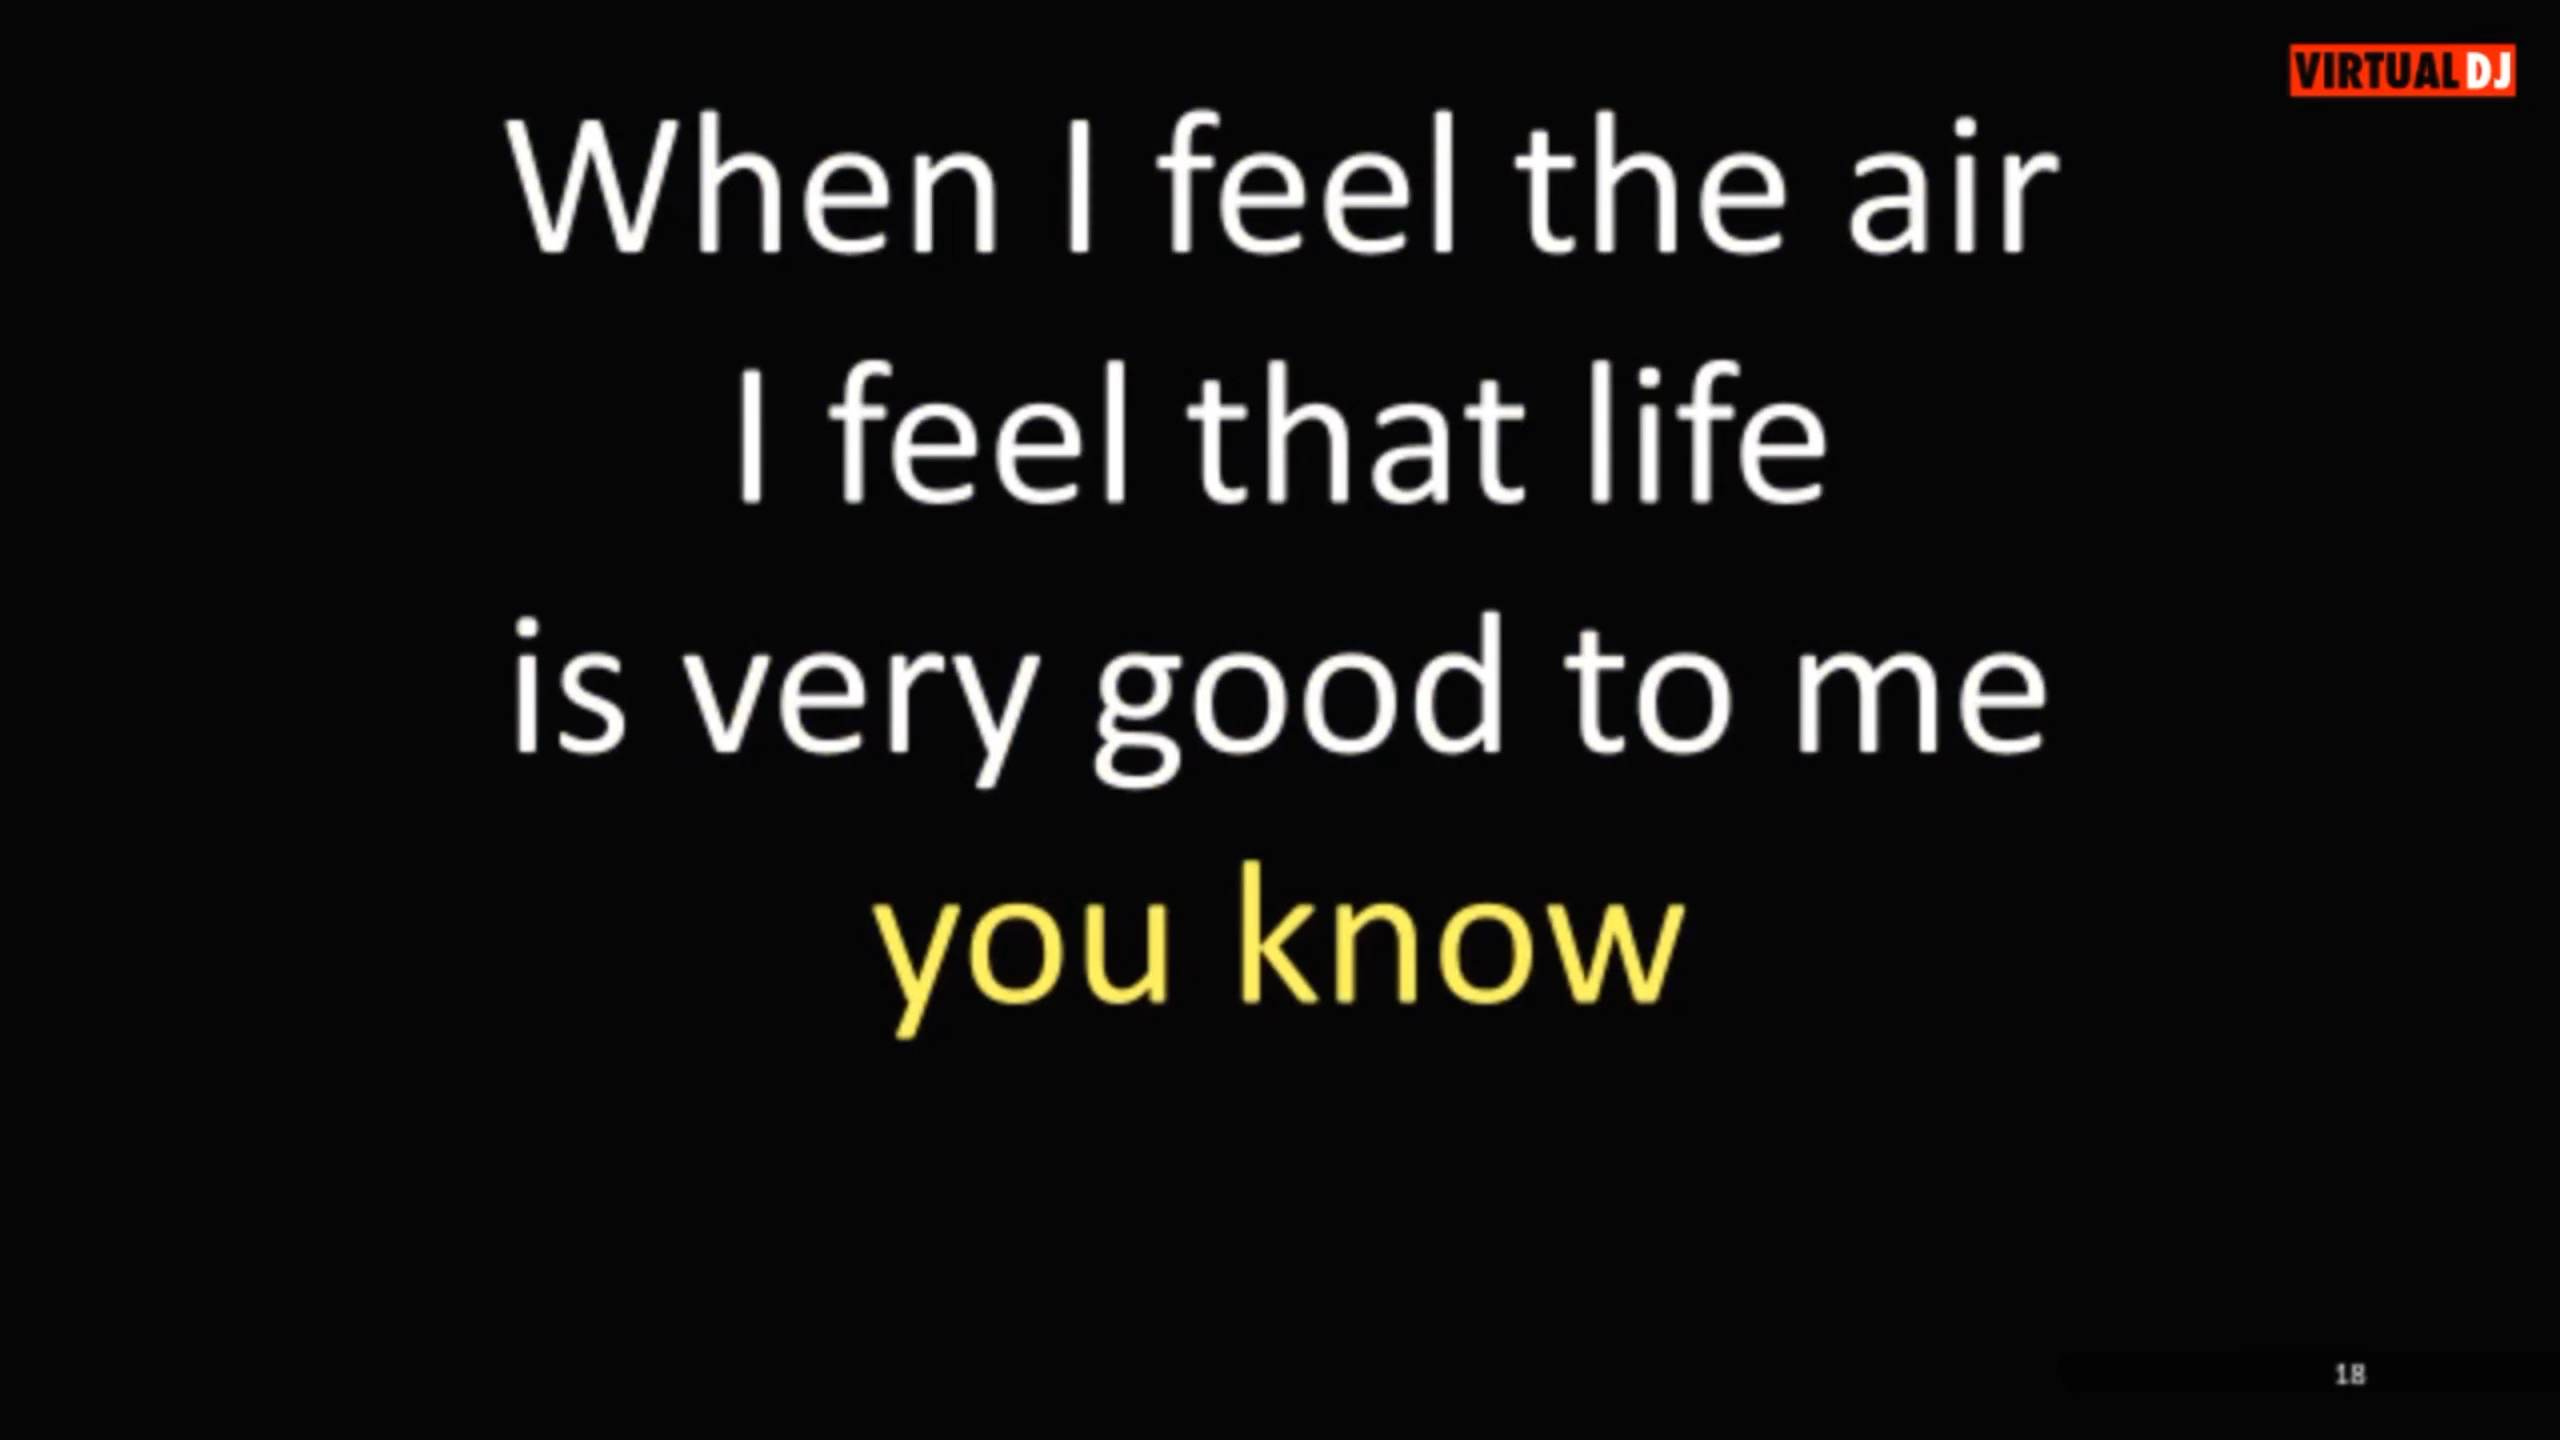 VIRTUAL DJ
When I feel the air
I feel that life
is very good to me
you know
18